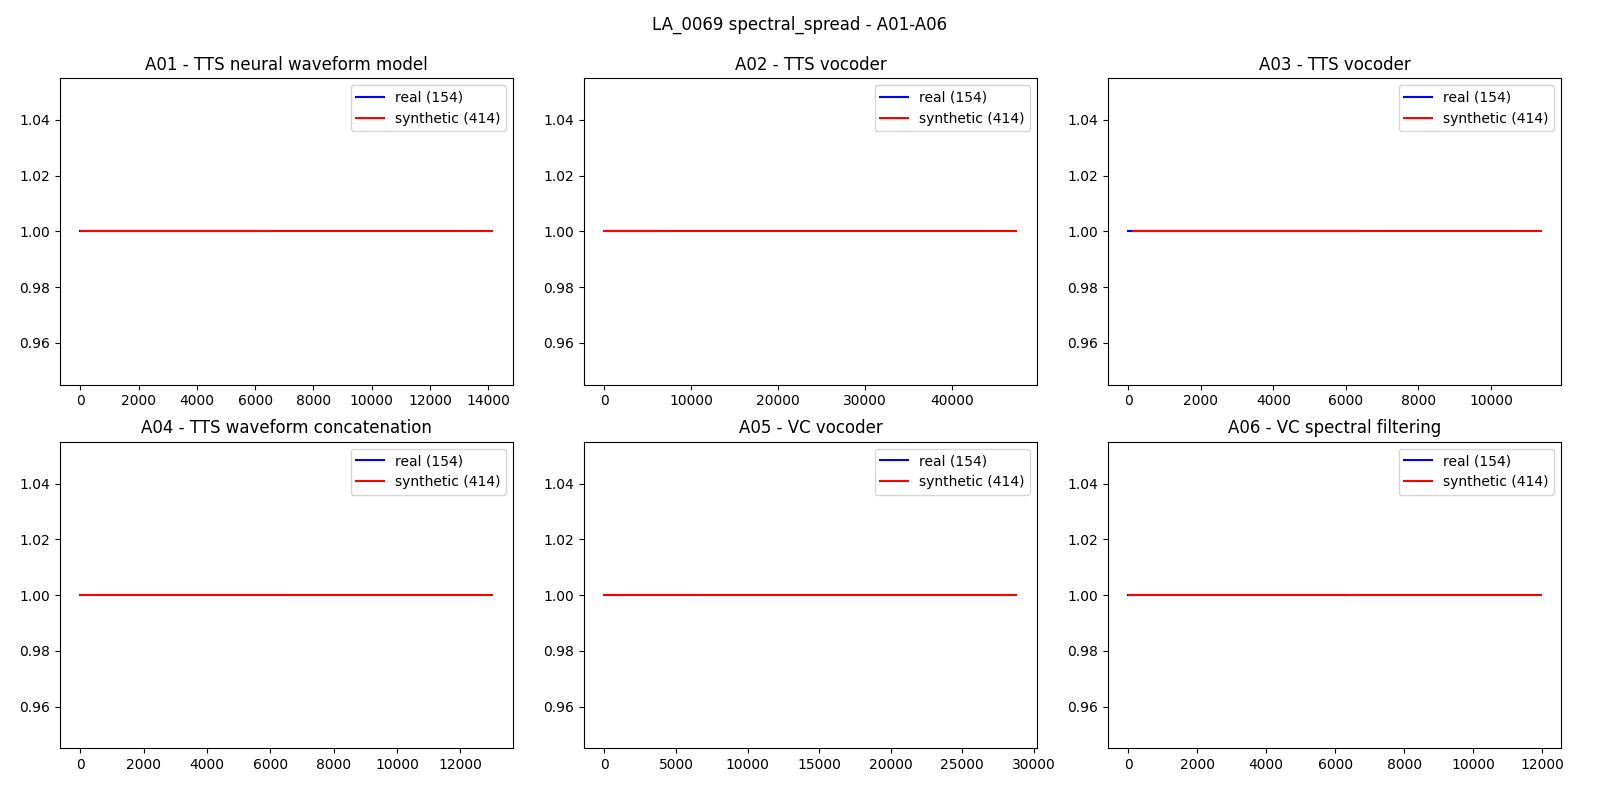 LA_0069 spectral_spread - A01-A06
A01 - TTS neural waveform model
real (154)
synthetic (414)
1.04
1.02
1.00
0.98
0.96
0 2000 4000 6000 8000 10000 12000 14000
A02 - TTS vocoder
real (154)
synthetic (414)
1.04
1.02
1.00
0.98
0.96
0 10000 20000 30000 40000
A03 - TTS vocoder
real (154)
synthetic (414)
1.04
1.02
1.00
0.98
0.96
0 2000 4000 6000 8000 10000
A04 - TTS waveform concatenation
real (154)
synthetic (414)
1.04
1.02
1.00
0.98
0.96
0 2000 4000 6000 8000 10000 12000
A05 - VC vocoder
real (154)
synthetic (414)
1.04
1.02
1.00
0.98
0.96
0 5000 10000 15000 20000 25000 30000
A06 - VC spectral filtering
real (154)
synthetic (414)
1.04
1.02
1.00
0.98
0.96
0 2000 4000 6000 8000 10000 12000